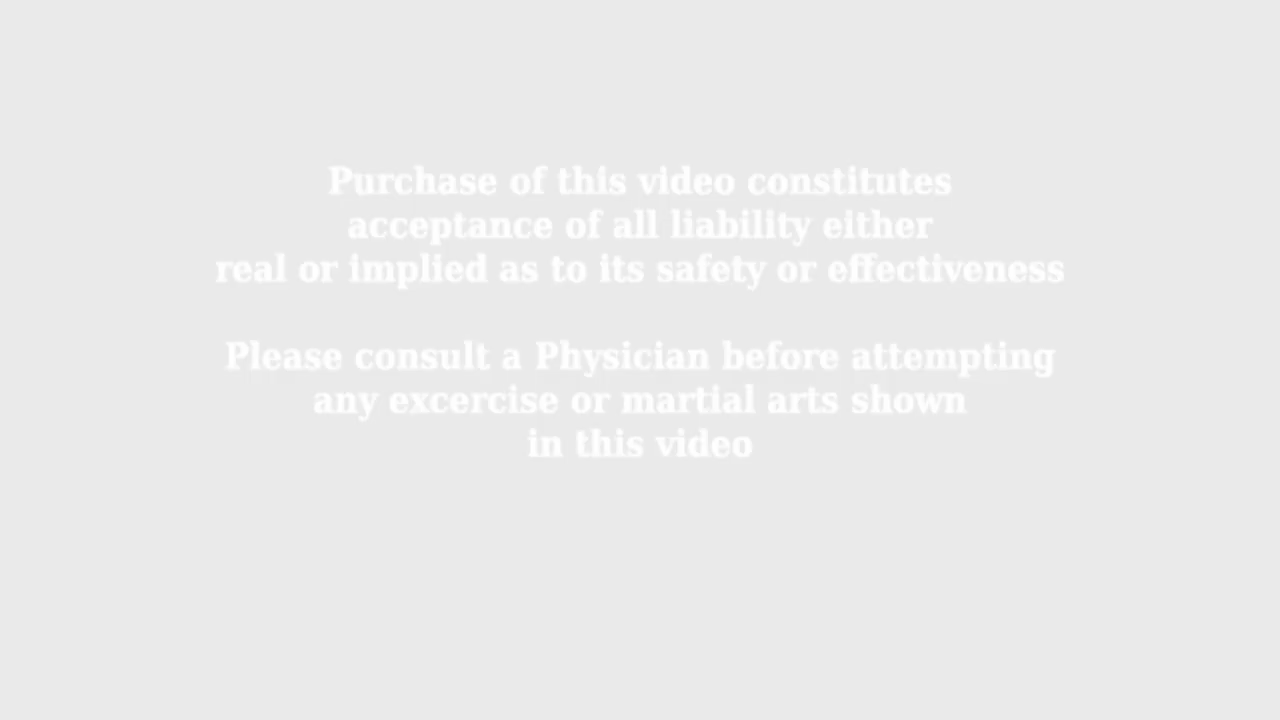 Purchase of this video constitutes
acceptance of all liability either
real or implied as to its safety or effectiveness
Please consult a Physician before attempting
any excercise or martial arts shown
in this video